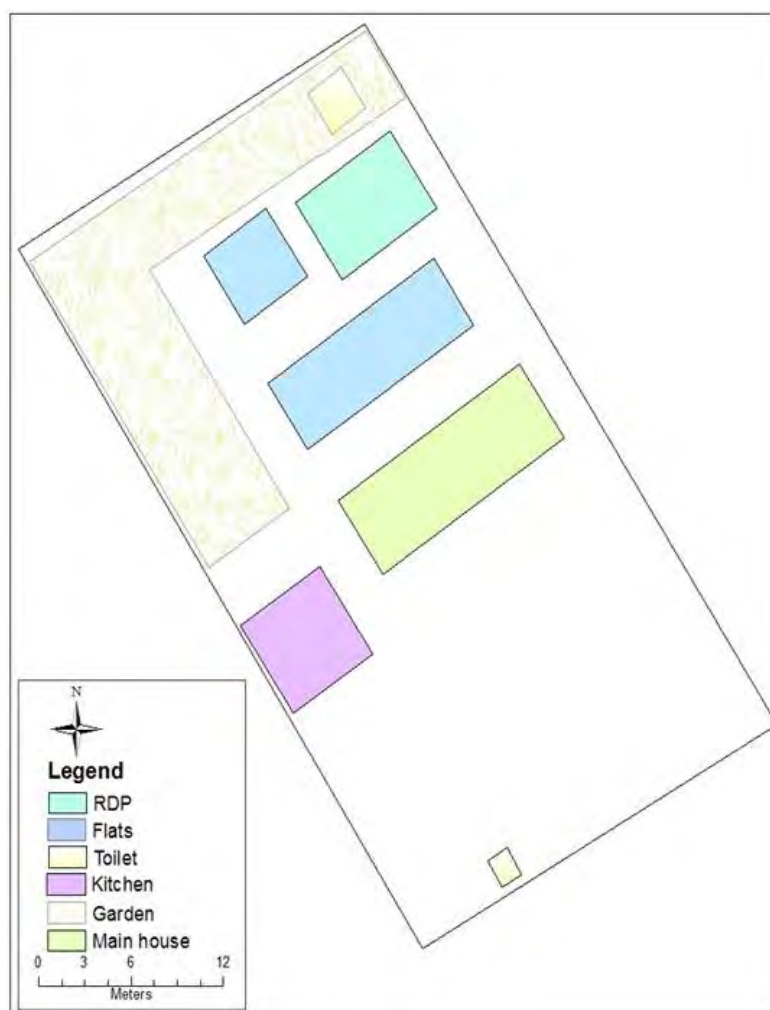 N
Legend
RDP
Flats
Toilet
Kitchen
Garden
Main house
0 3 6 12
Meters